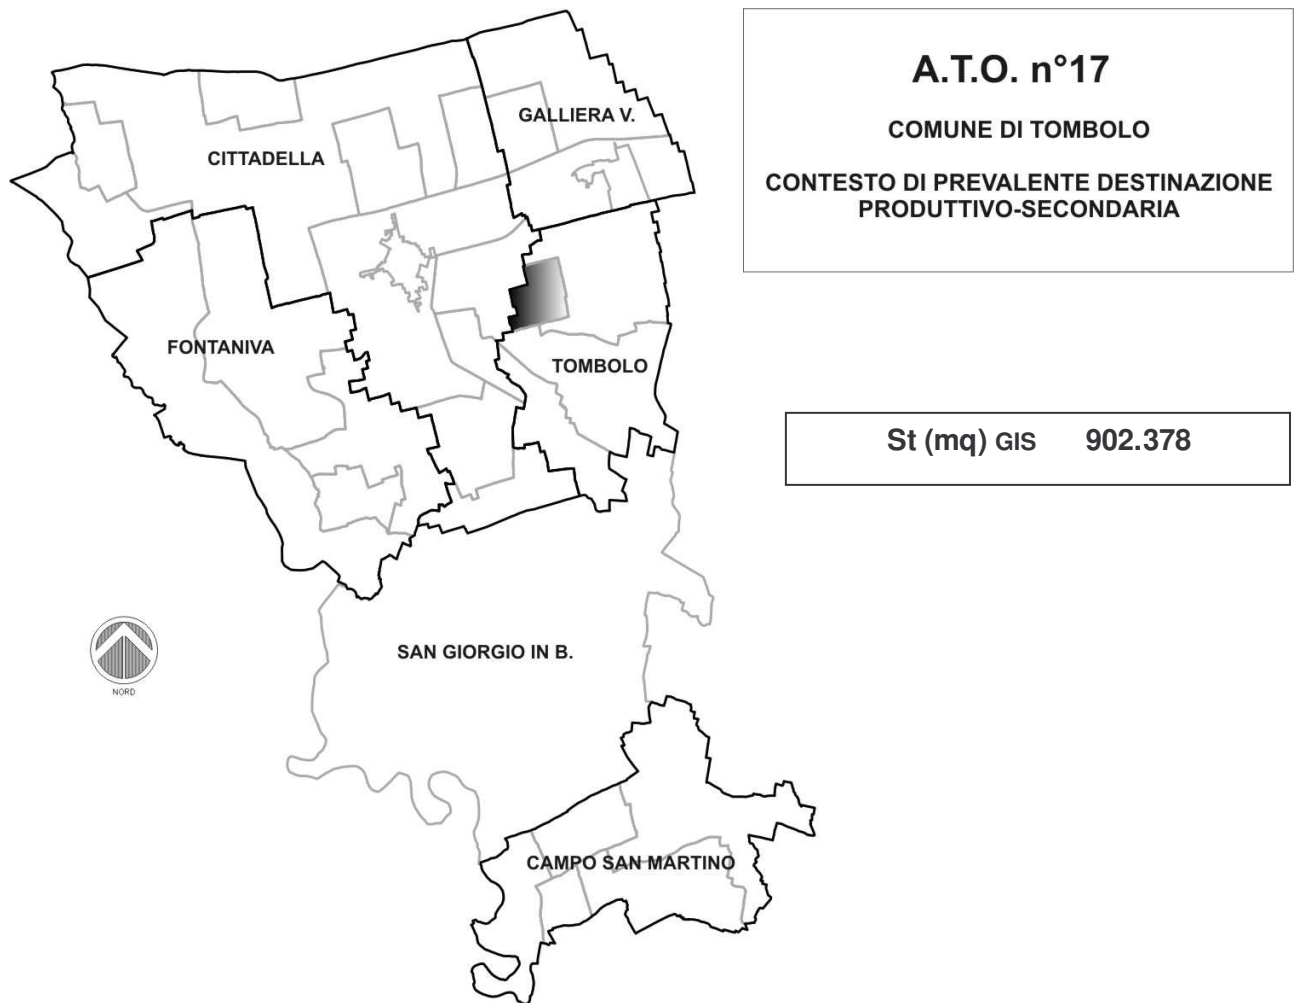 A.T.O. n°17
COMUNE DI TOMBOLO
CONTESTO DI PREVALENTE DESTINAZIONE
PRODUTTIVO-SECONDARIA
GALLIERA V.
CITTADELLA
FONTANIVA
TOMBOLO
St (mq) GIS 902.378
SAN GIORGIO IN B.
NORD
CAMPO SAN MARTINO